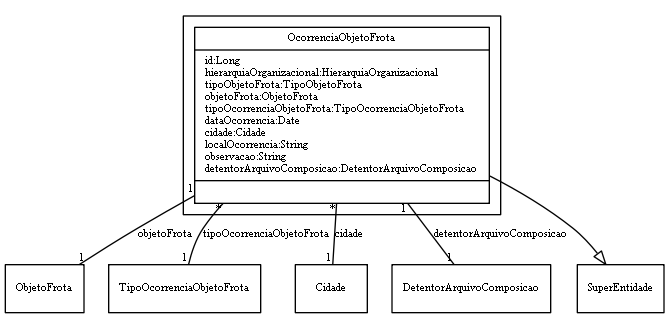 OcorrenciaObjetoFrota
id:Long
hierarquiaOrganizacional:HierarquiaOrganizacional
tipoObjetoFrota:TipoObjetoFrota
objetoFrota:ObjetoFrota
tipoOcorrenciaObjetoFrota:TipoOcorrenciaObjetoFrota
dataOcorrencia:Date
cidade:Cidade
localOcorrencia:String
observacao:String
detentorArquivoComposicao:DetentorArquivoComposicao
1 * * 1
objetoFrota tipoOcorrenciaObjetoFrota cidade detentorArquivoComposicao
1 1 1 1
ObjetoFrota TipoOcorrenciaObjetoFrota Cidade DetentorArquivoComposicao SuperEntidade